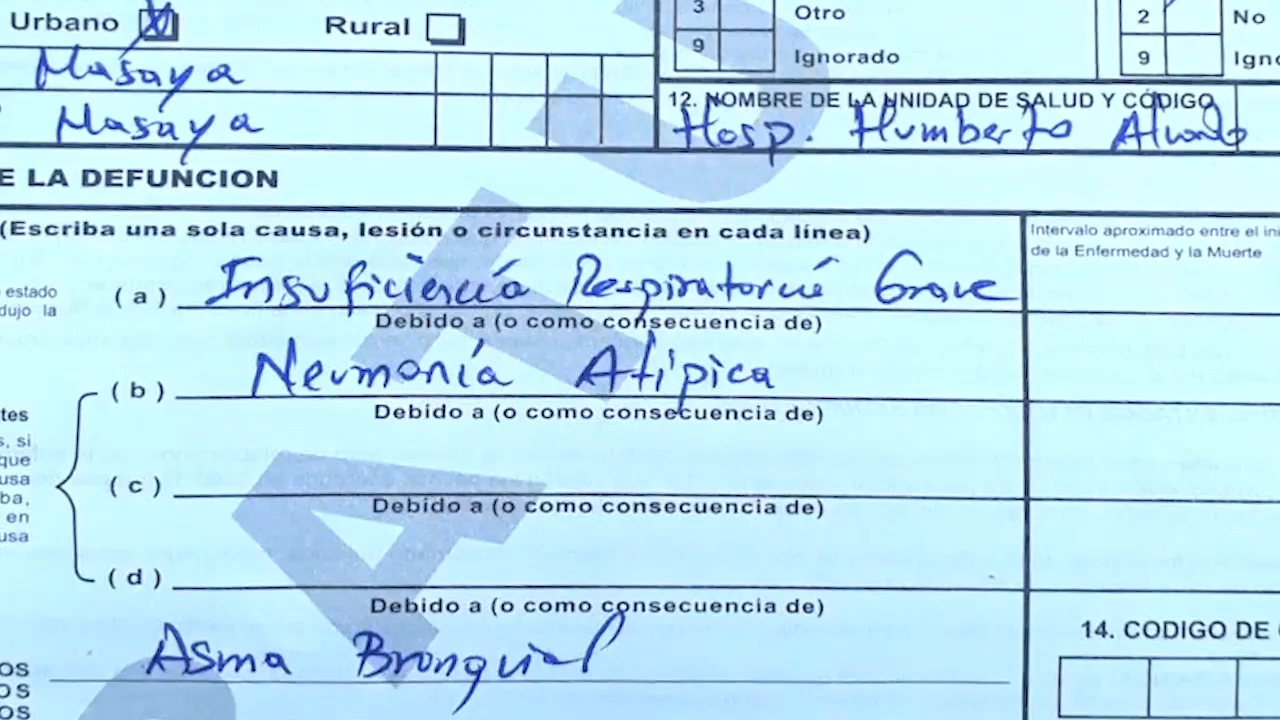 Urbano Rural
3 Otro
2 No
9 Ignorado
9
Masaya
Masaya
12. NOMBRE DE LA UNIDAD DE SALUD Y CÓDIGO
Hosp. Humberto Alvarado
E LA DEFUNCION
(Escriba una sola causa, lesión o circunstancia en cada línea)
Intervalo aproximado entre el
de la Enfermedad y la Muerte
estado
dujo la
(a) Insuficiencia Respiratoria Grave
Debido a (o como consecuencia de)
(b) Neumonía Atípica
Debido a (o como consecuencia de)
tes
s, si
que
usa
ba,
en
usa
(c)
Debido a (o como consecuencia de)
(d)
Debido a (o como consecuencia de)
Asma Bronquial
14. CODIGO DE
OS
OS
OS